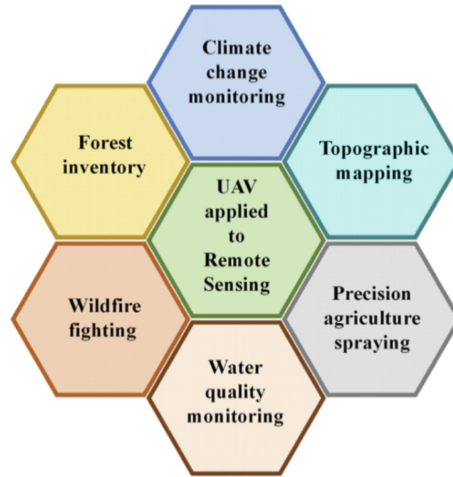 Climate
change
monitoring
Forest
inventory
Topographic
mapping
UAV
applied
to
Remote
Sensing
Wildfire
fighting
Precision
agriculture
spraying
Water
quality
monitoring